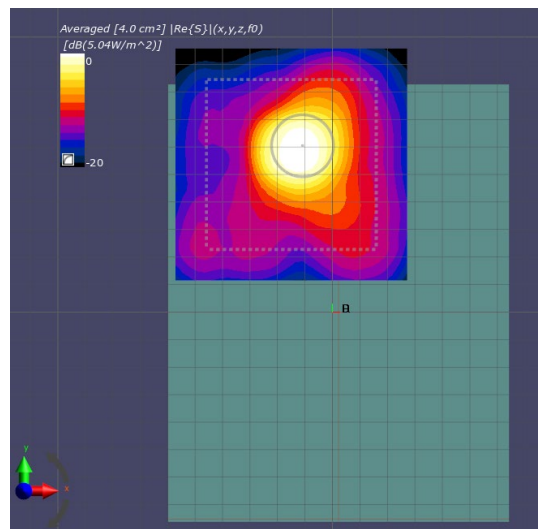 Averaged [4.0 cm²] |Re{S}|(x,y,z,f0)
[dB(5.04W/m^2)]
0
-20
Y
x